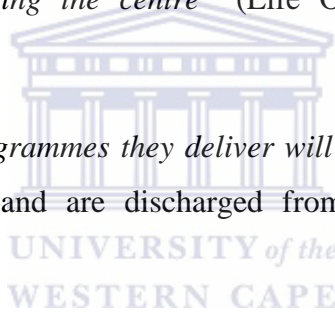 ing the centre" (Life O
grammes they deliver will
and are discharged from
UNIVERSITY of the
WESTERN CAPE